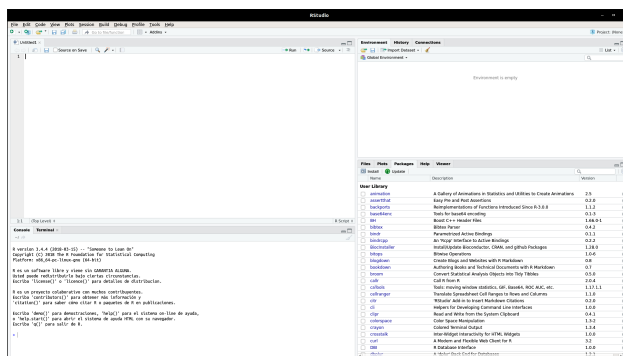 RStudio
File Edit Code View Plots Session Build Debug Profile Tools Help
Go to file/function
Addins
Project: (None)
Untitled1
Source on Save
Run
Source
1
1:1
(Top Level)
R Script
Console Terminal
R version 3.4.4 (2018-03-15) -- "Someone to Lean On"
Copyright (C) 2018 The R Foundation for Statistical Computing
Platform: x86_64-pc-linux-gnu (64-bit)
R es un software libre y viene sin GARANTIA ALGUNA.
Usted puede redistribuirlo bajo ciertas circunstancias.
Escriba 'license()' o 'licence()' para detalles de distribucion.
R es un proyecto colaborativo con muchos contribuyentes.
Escriba 'contributors()' para obtener más información y
'citation()' para saber cómo citar R o paquetes de R en publicaciones.
Escriba 'demo()' para demostraciones, 'help()' para el sistema on-line de ayuda,
o 'help.start()' para abrir el sistema de ayuda HTML con su navegador.
Escriba 'q()' para salir de R.
>
Environment History Connections
Import Dataset
List
Global Environment
Environment is empty
Files Plots Packages Help Viewer
Install Update
Name Description Version
User Library
animation A Gallery of Animations in Statistics and Utilities to Create Animations 2.5
assertthat Easy Pre and Post Assertions 0.2.0
backports Reimplementations of Functions Introduced Since R-3.0.0 1.1.2
base64enc Tools for base64 encoding 0.1-3
BH Boost C++ Header Files 1.66.0-1
bibtex Bibtex Parser 0.4.2
bindr Parametrized Active Bindings 0.1.1
bindrcpp An 'Rcpp' Interface to Active Bindings 0.2.2
BiocInstaller Install/Update Bioconductor, CRAN, and github Packages 1.28.0
bitops Bitwise Operations 1.0-6
blogdown Create Blogs and Websites with R Markdown 0.8
bookdown Authoring Books and Technical Documents with R Markdown 0.7
broom Convert Statistical Analysis Objects into Tidy Tibbles 0.5.0
callr Call R from R 2.0.4
caTools Tools: moving window statistics, GIF, Base64, ROC AUC, etc. 1.17.1.1
cellranger Translate Spreadsheet Cell Ranges to Rows and Columns 1.1.0
citr 'RStudio' Add-in to Insert Markdown Citations 0.2.0
cli Helpers for Developing Command Line Interfaces 1.0.0
clipr Read and Write from the System Clipboard 0.4.1
colorspace Color Space Manipulation 1.3-2
crayon Colored Terminal Output 1.3.4
crosstalk Inter-Widget Interactivity for HTML Widgets 1.0.0
curl A Modern and Flexible Web Client for R 3.2
DBI R Database Interface 1.0.0